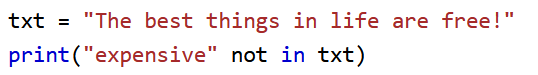 txt = "The best things in life are free!"
print("expensive" not in txt)